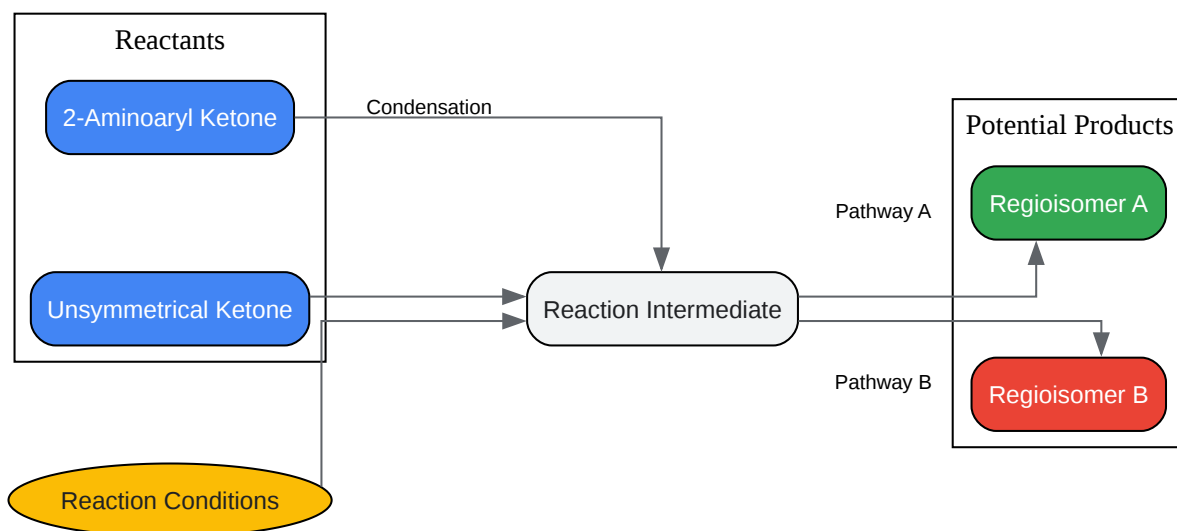 Reactants
2-Aminoaryl Ketone
Condensation
Unsymmetrical Ketone
Reaction Conditions
Reaction Intermediate
Pathway A
Pathway B
Potential Products
Regioisomer A
Regioisomer B